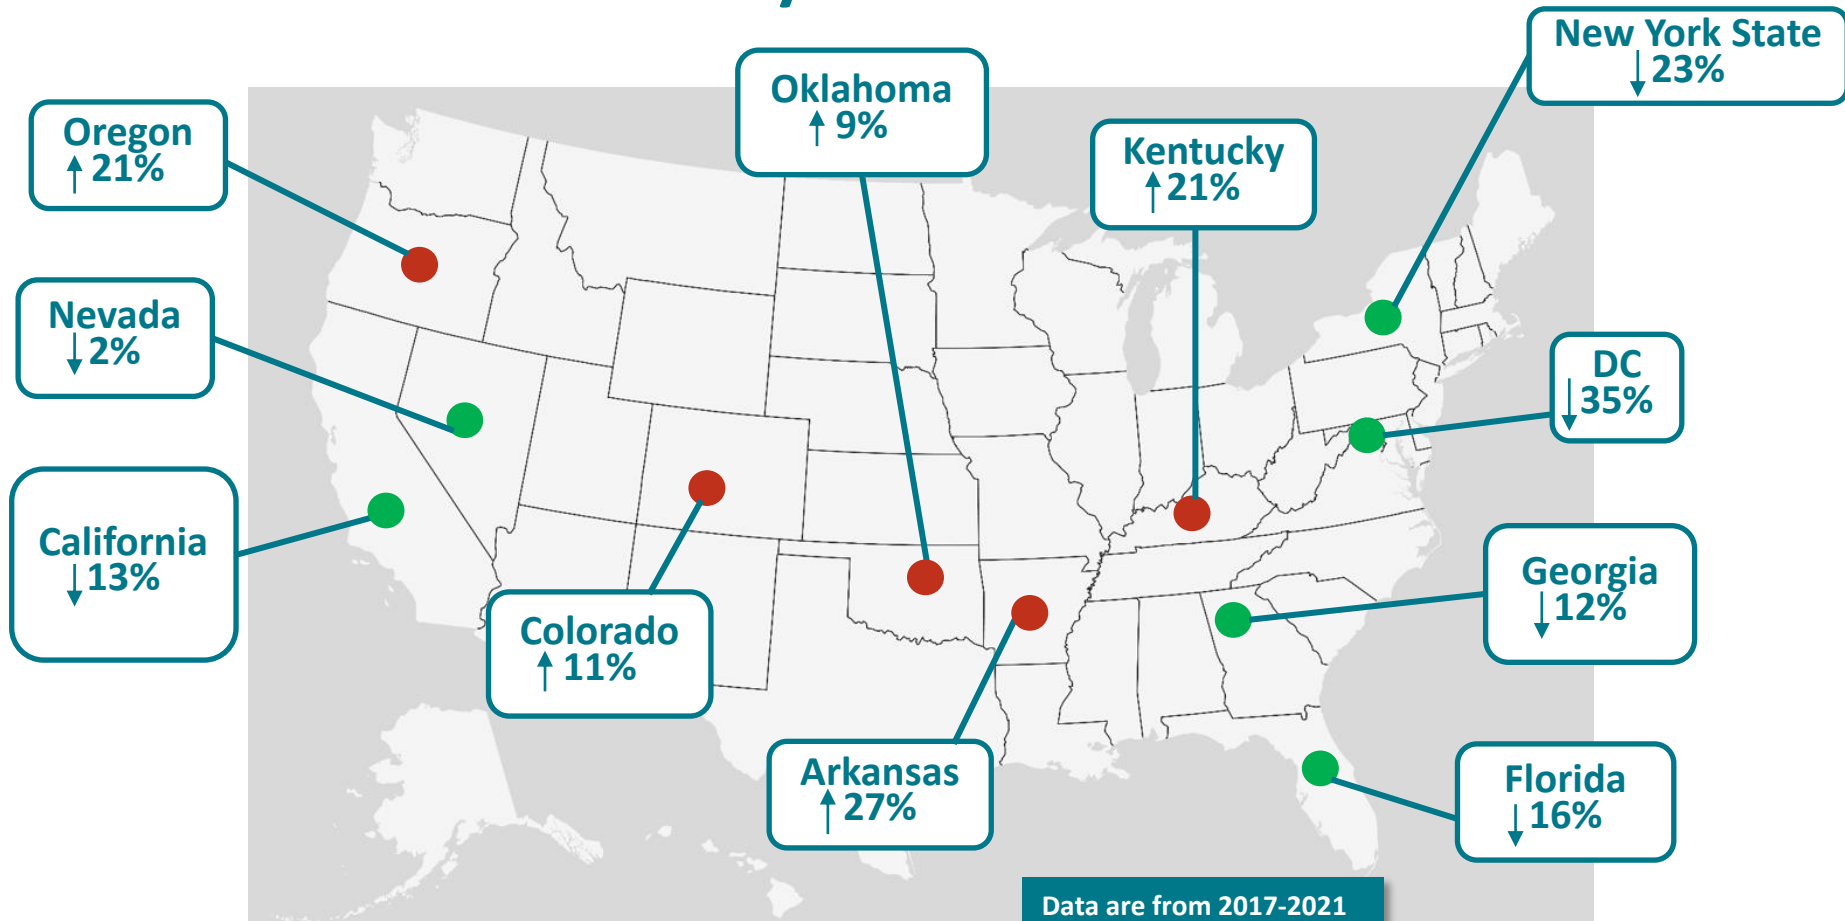 New York State
↓ 23%
Oklahoma
↑ 9%
Oregon
↑ 21%
Kentucky
↑ 21%
Nevada
↓ 2%
DC
↓ 35%
California
↓ 13%
Georgia
↓ 12%
Colorado
↑ 11%
Arkansas
↑ 27%
Florida
↓ 16%
Data are from 2017-2021